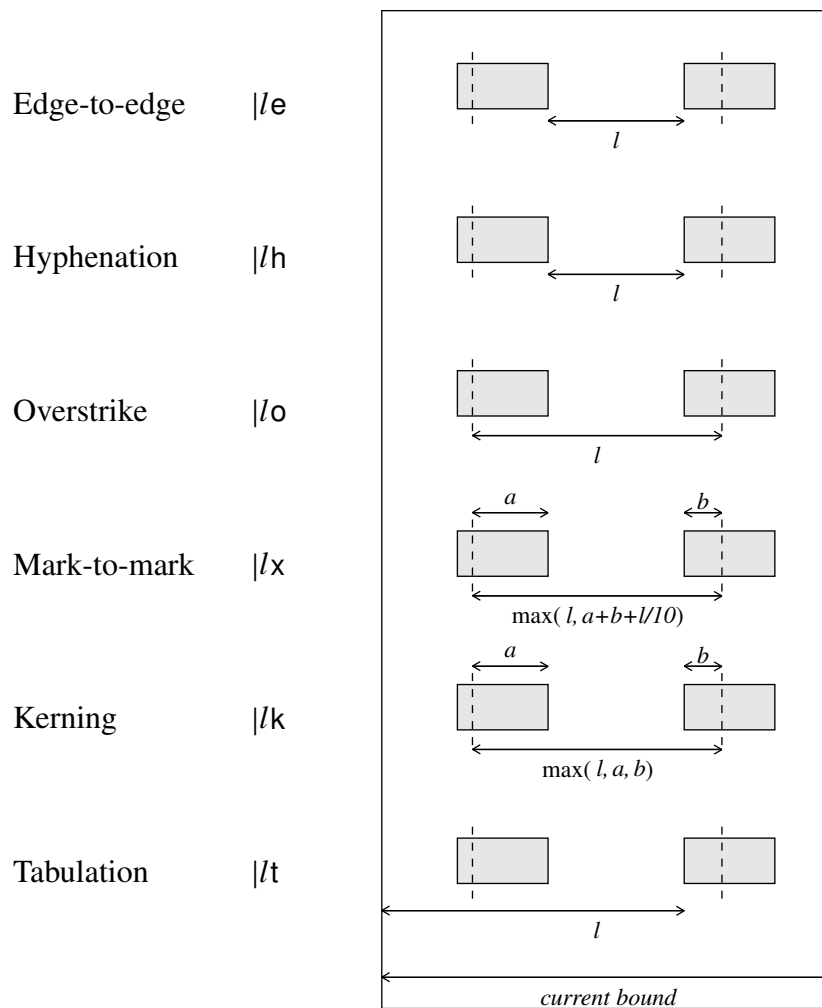 Edge-to-edge |le
l
Hyphenation |lh
l
Overstrike |lo
l
a b
Mark-to-mark |lx
max( l, a+b+l/10)
a b
Kerning |lk
max( l, a, b)
Tabulation |lt
l
current bound